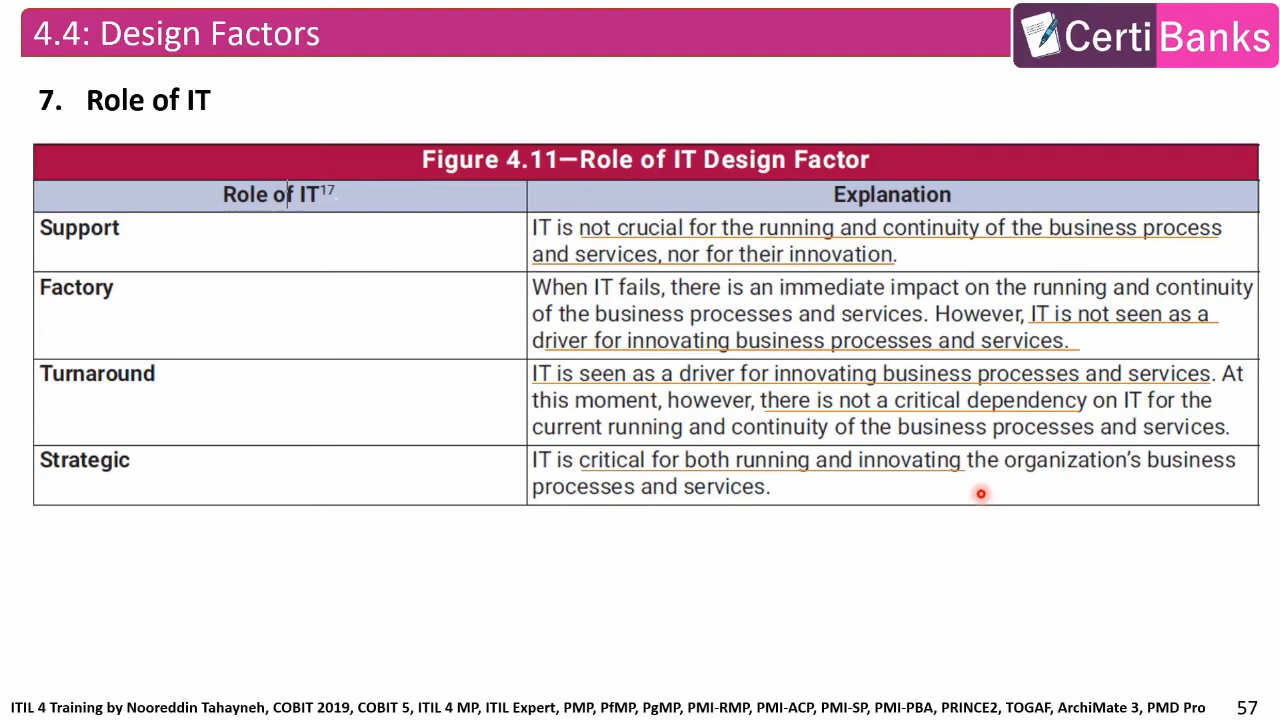 4.4: Design Factors
CertiBanks
7. Role of IT
Figure 4.11—Role of IT Design Factor
Role of IT17
Explanation
Support
IT is not crucial for the running and continuity of the business process
and services, nor for their innovation.
Factory
When IT fails, there is an immediate impact on the running and continuity
of the business processes and services. However, IT is not seen as a
driver for innovating business processes and services.
Turnaround
IT is seen as a driver for innovating business processes and services. At
this moment, however, there is not a critical dependency on IT for the
current running and continuity of the business processes and services.
Strategic
IT is critical for both running and innovating the organization's business
processes and services.
ITIL 4 Training by Nooreddin Tahayneh, COBIT 2019, COBIT 5, ITIL 4 MP, ITIL Expert, PMP, PfMP, PgMP, PMI-RMP, PMI-ACP, PMI-SP, PMI-PBA, PRINCE2, TOGAF, ArchiMate 3, PMD Pro
57